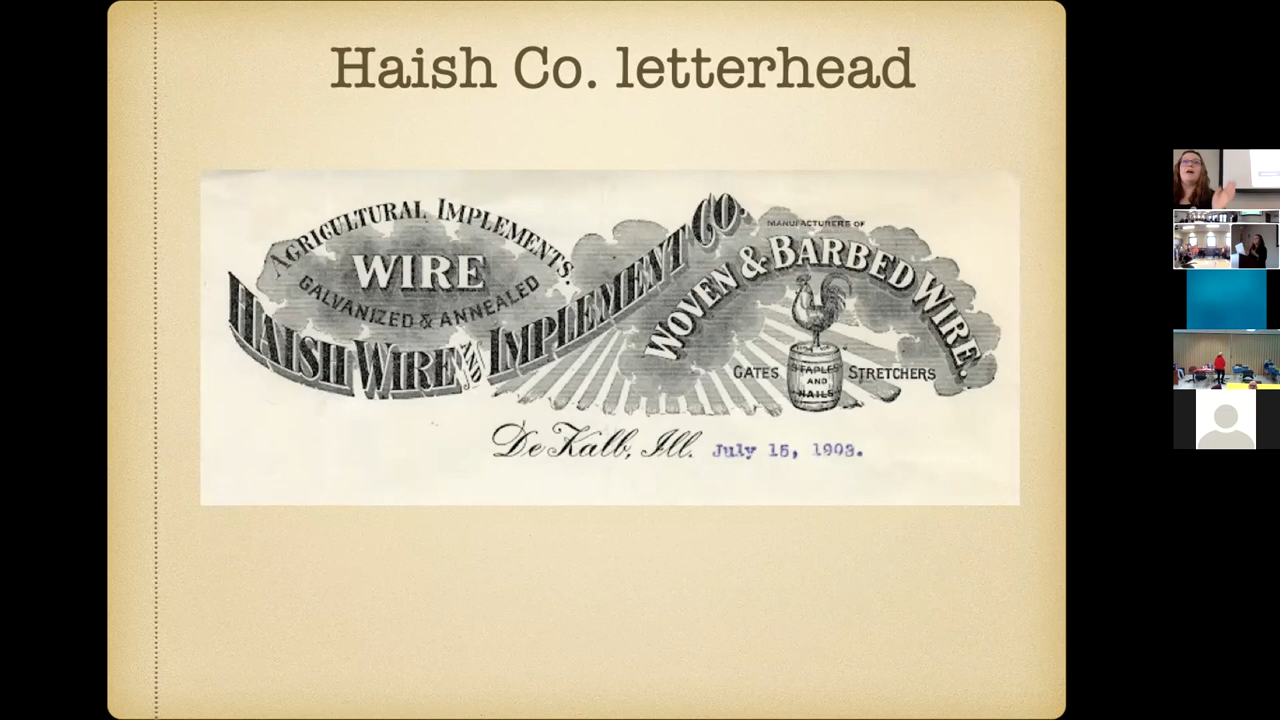 Haish Co. letterhead
AGRICULTURAL IMPLEMENTS.
WIRE
GALVANIZED & ANNEALED
HAISH WIRE AND IMPLEMENT CO.
MANUFACTURERS OF
WOVEN & BARBED WIRE.
GATES STAPLES AND NAILS STRETCHERS
De Kalb, Ill. July 15, 1903.